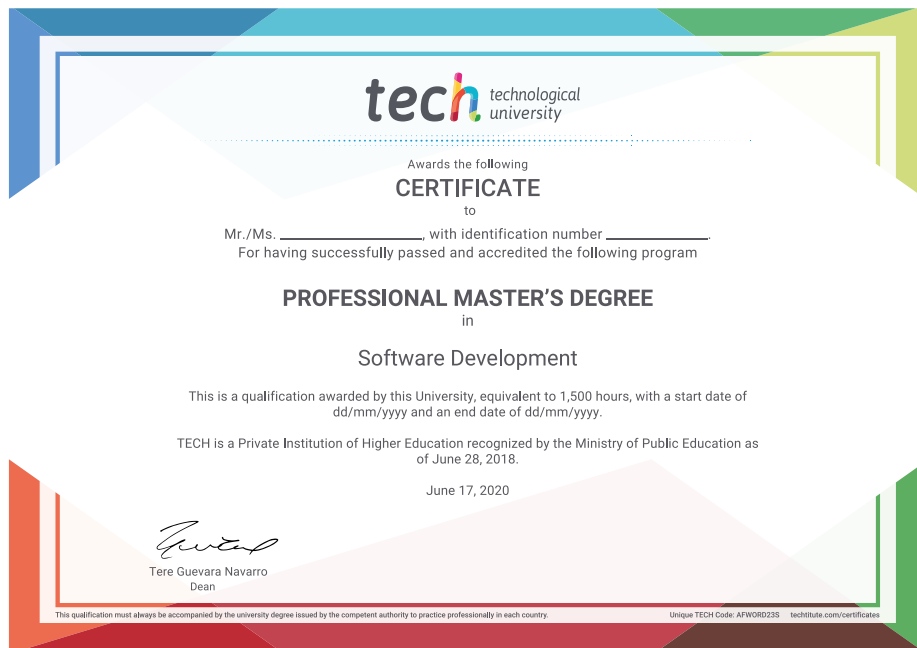 tech technological
university
Awards the following
CERTIFICATE
to
Mr./Ms. __________________, with identification number _____________.
For having successfully passed and accredited the following program
PROFESSIONAL MASTER'S DEGREE
in
Software Development
This is a qualification awarded by this University, equivalent to 1,500 hours, with a start date of
dd/mm/yyyy and an end date of dd/mm/yyyy.
TECH is a Private Institution of Higher Education recognized by the Ministry of Public Education as
of June 28, 2018.
June 17, 2020
Tere Guevara Navarro
Dean
This qualification must always be accompanied by the university degree issued by the competent authority to practice professionally in each country. Unique TECH Code: AFWORD23S techtitute.com/certificates